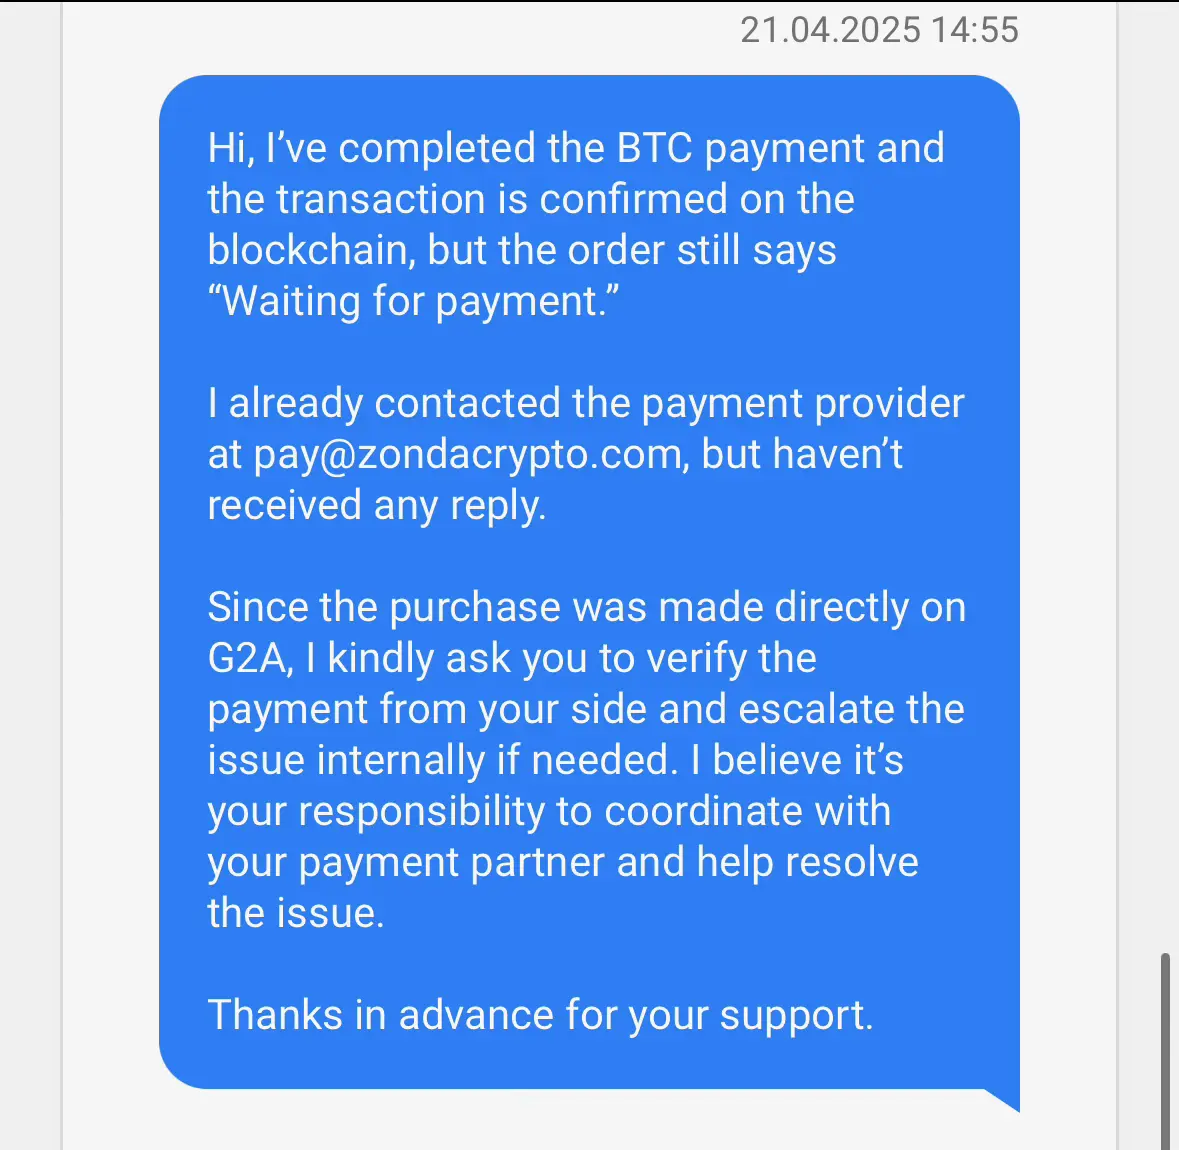 21.04.2025 14:55
Hi, I’ve completed the BTC payment and
the transaction is confirmed on the
blockchain, but the order still says
“Waiting for payment.”
I already contacted the payment provider
at pay@zondacrypto.com, but haven’t
received any reply.
Since the purchase was made directly on
G2A, I kindly ask you to verify the
payment from your side and escalate the
issue internally if needed. I believe it’s
your responsibility to coordinate with
your payment partner and help resolve
the issue.
Thanks in advance for your support.